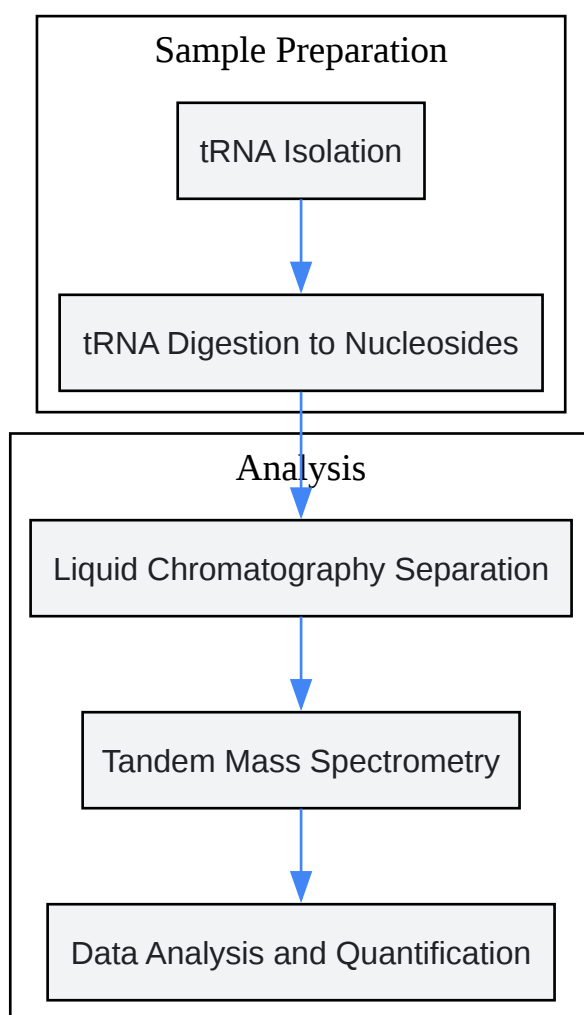 Sample Preparation
tRNA Isolation
tRNA Digestion to Nucleosides
Analysis
Liquid Chromatography Separation
Tandem Mass Spectrometry
Data Analysis and Quantification